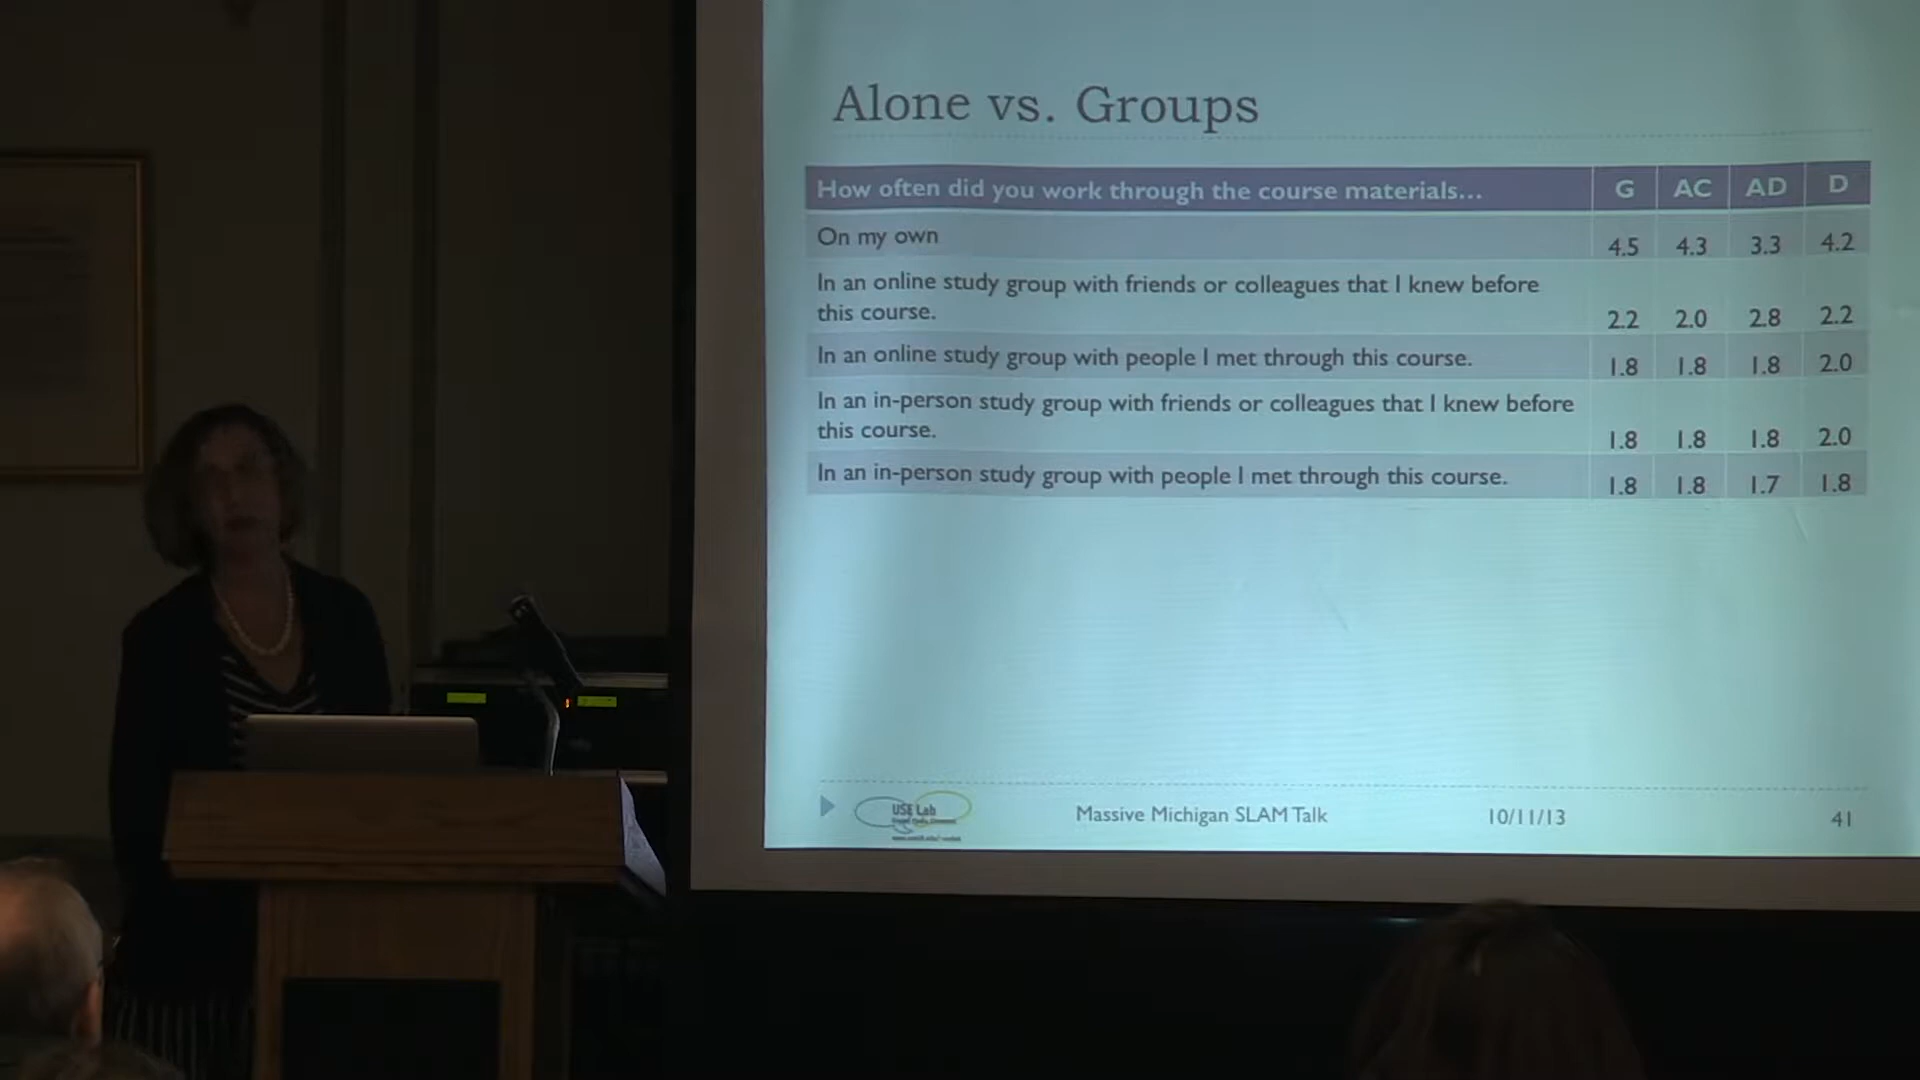 Alone vs. Groups
How often did you work through the course materials... G AC AD D
On my own 4.5 4.3 3.3 4.2
In an online study group with friends or colleagues that I knew before
this course. 2.2 2.0 2.8 2.2
In an online study group with people I met through this course. 1.8 1.8 1.8 2.0
In an in-person study group with friends or colleagues that I knew before
this course. 1.8 1.8 1.8 2.0
In an in-person study group with people I met through this course. 1.8 1.8 1.7 1.8
USE Lab
Massive Michigan SLAM Talk 10/11/13 41